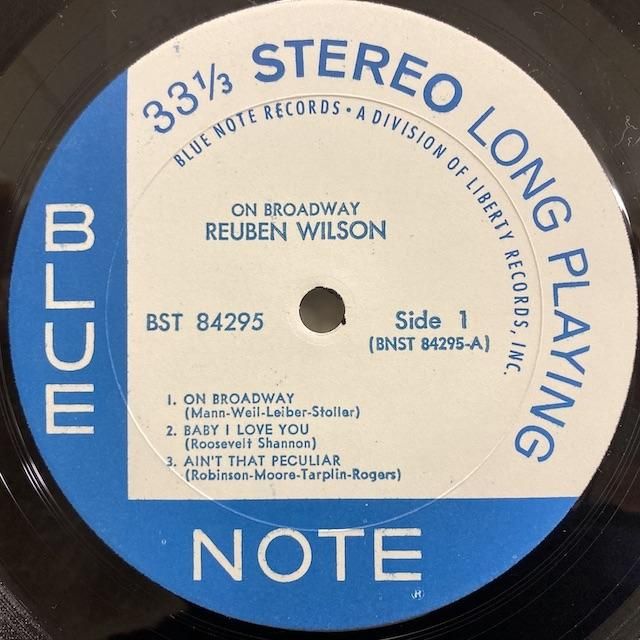 33⅓ STEREO LONG PLAYING
BLUE NOTE RECORDS • A DIVISION OF LIBERTY RECORDS, INC.
ON BROADWAY
REUBEN WILSON
BST 84295
Side 1
(BNST 84295-A)
1. ON BROADWAY
(Mann-Weil-Leiber-Stoller)
2. BABY I LOVE YOU
(Roosevelt Shannon)
3. AIN'T THAT PECULIAR
(Robinson-Moore-Tarplin-Rogers)
BLUE
NOTE ®